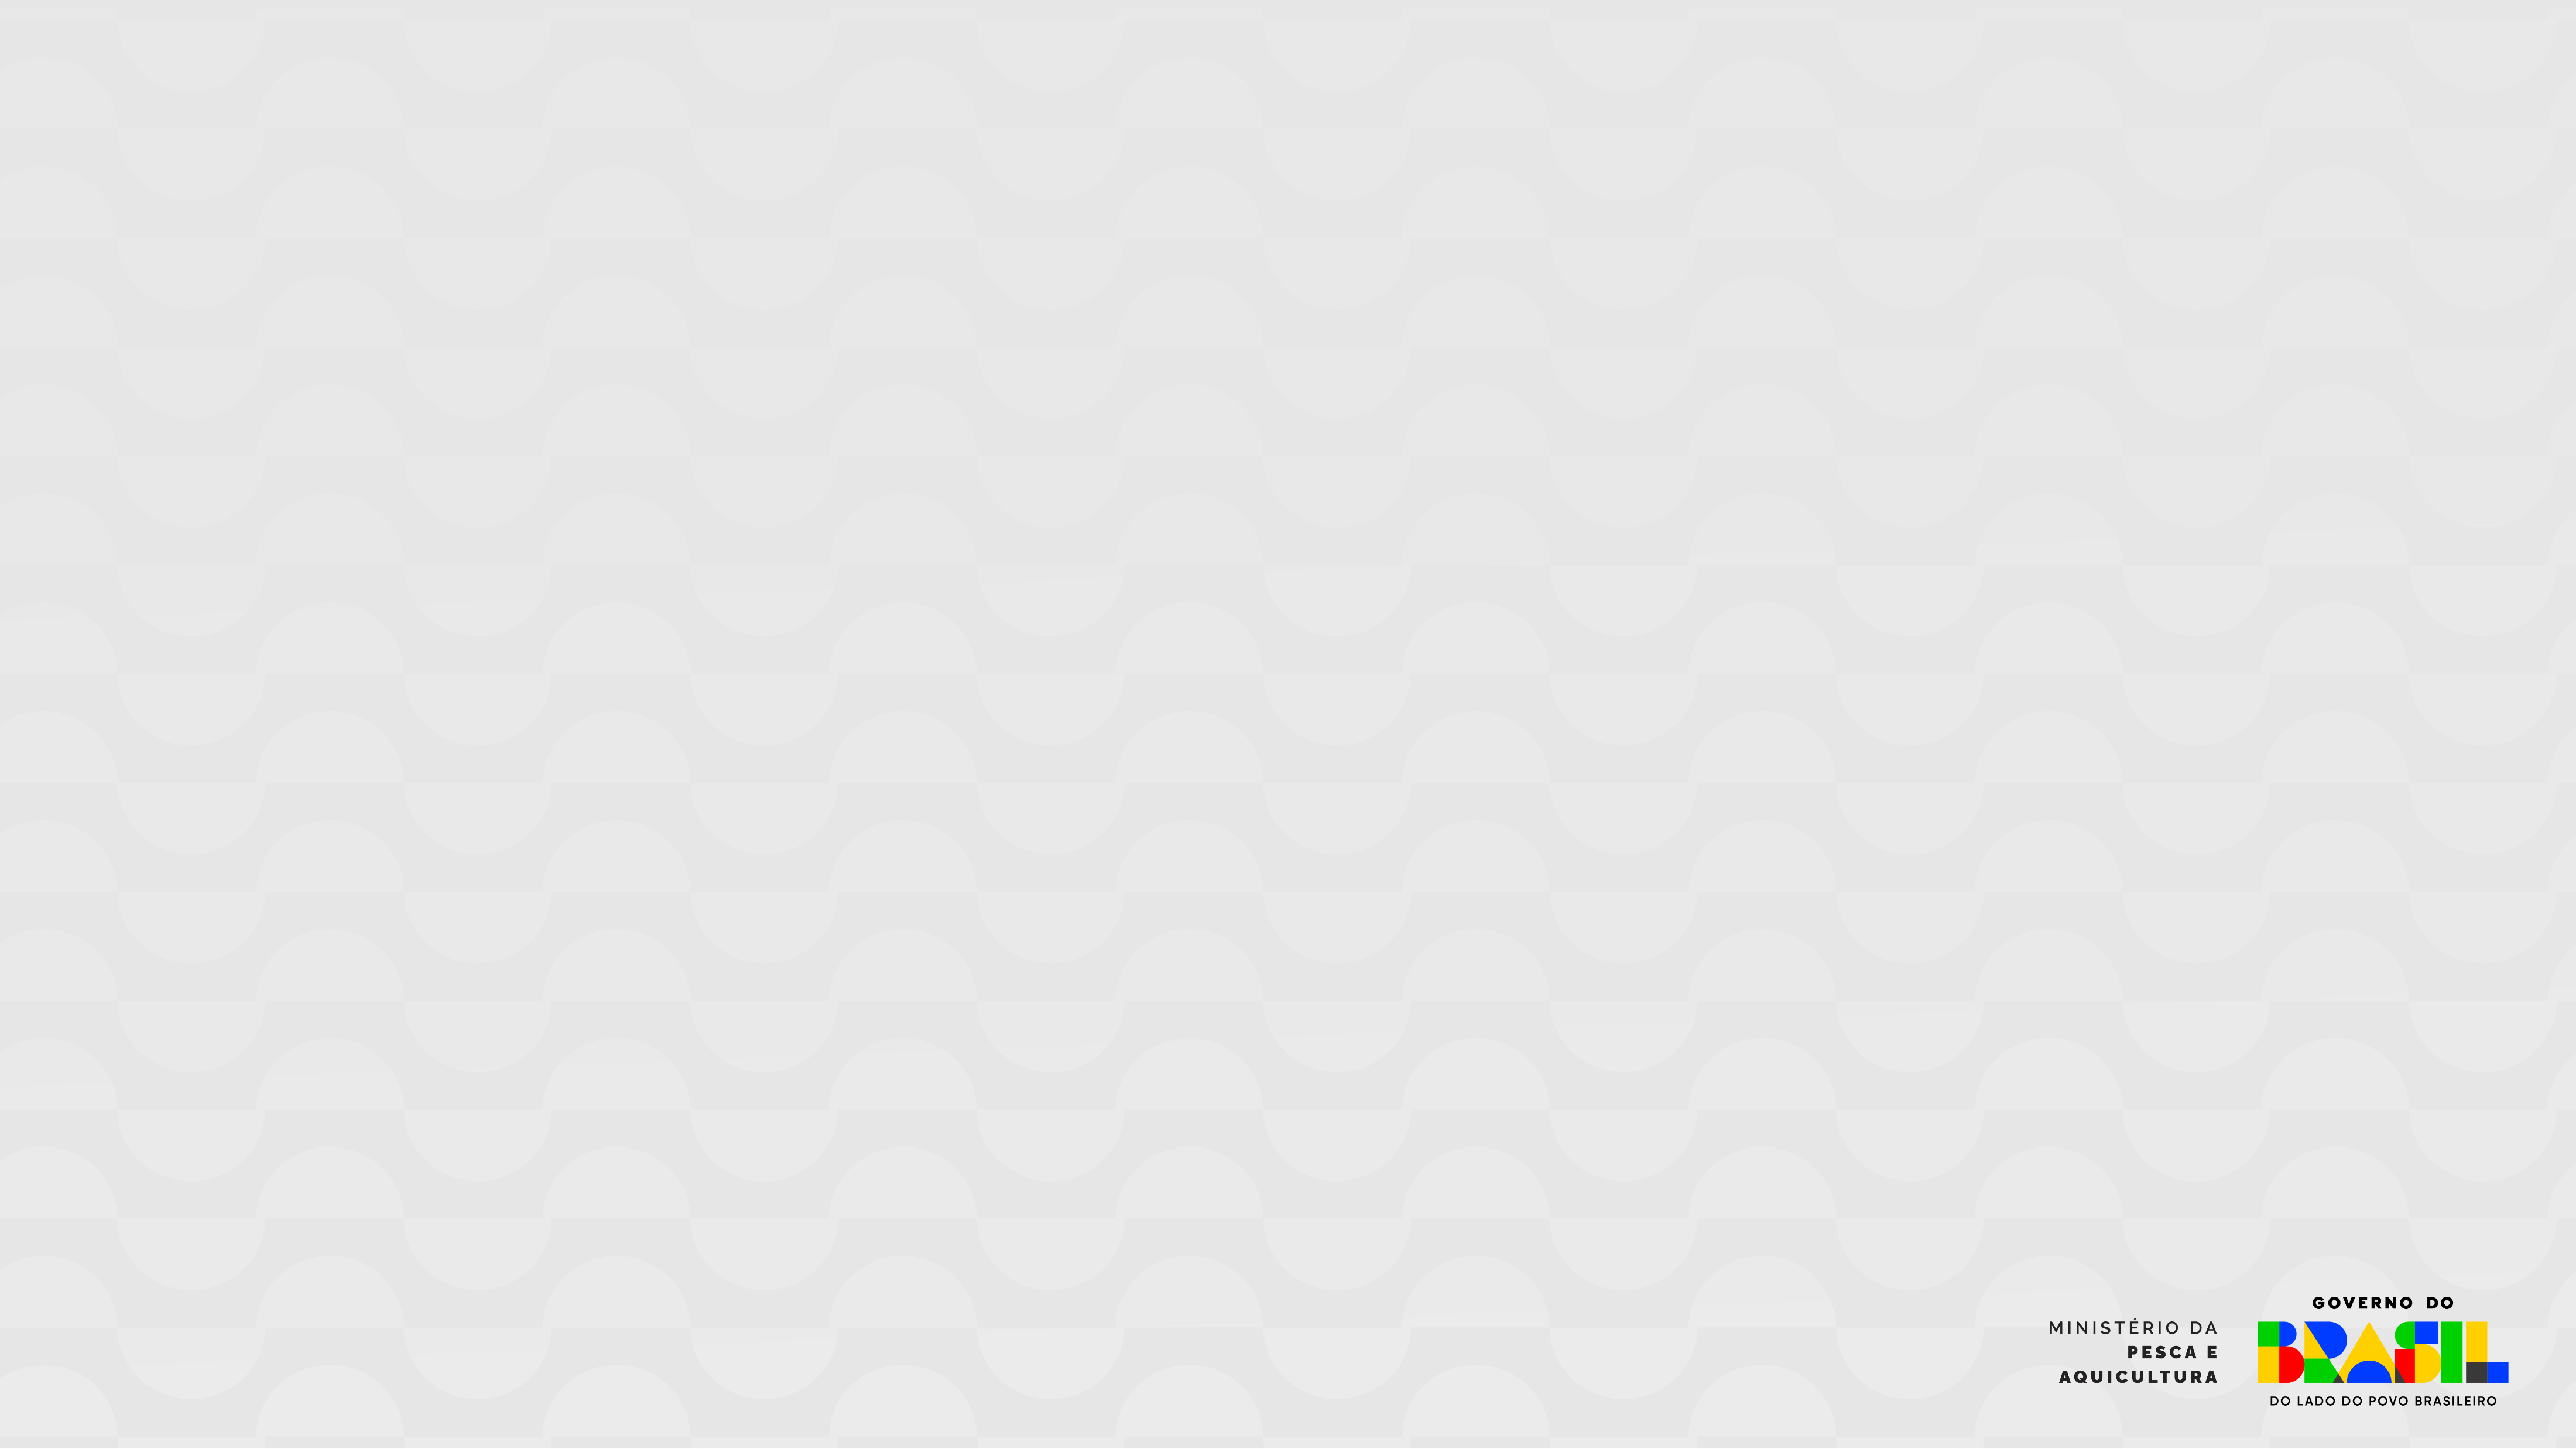 MINISTÉRIO DA
PESCA E
AQUICULTURA
GOVERNO DO
BRASIL
DO LADO DO POVO BRASILEIRO